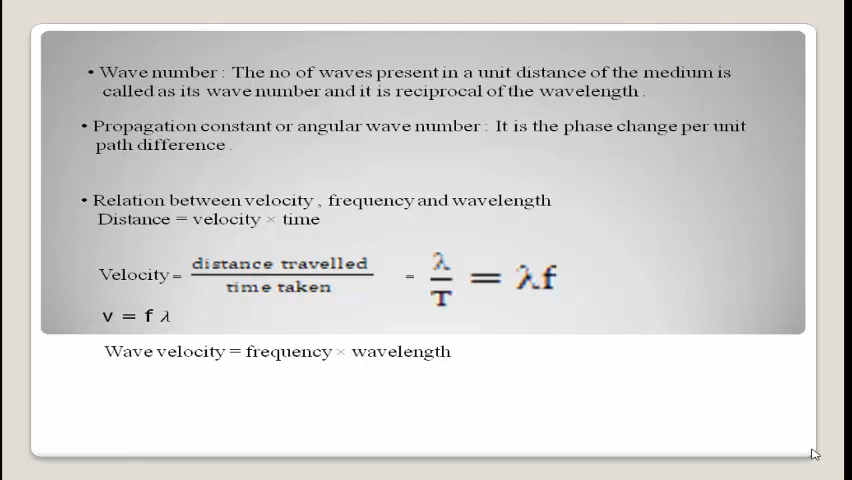 • Wave number : The no of waves present in a unit distance of the medium is
called as its wave number and it is reciprocal of the wavelength .
• Propagation constant or angular wave number : It is the phase change per unit
path difference .
• Relation between velocity , frequency and wavelength
Distance = velocity × time
Velocity = distance travelled / time taken = λ / T = λf
v = f λ
Wave velocity = frequency × wavelength